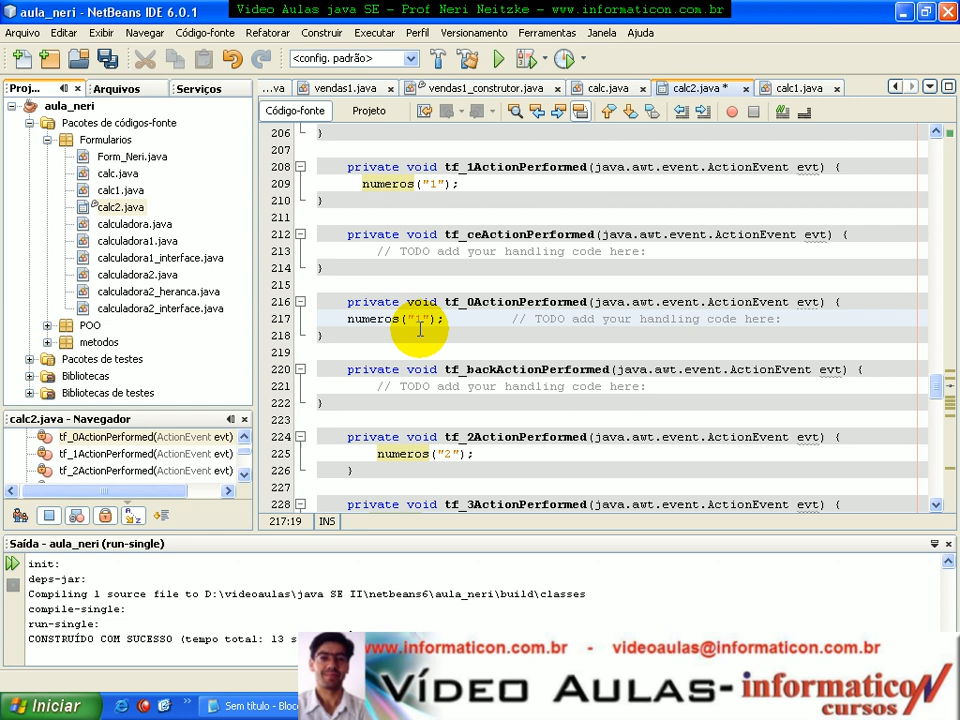 aula_neri - NetBeans IDE 6.0.1
Video Aulas java SE - Prof Neri Neitzke - www.informaticon.com.br
Arquivo Editar Exibir Navegar Código-fonte Refatorar Construir Executar Perfil Versionamento Ferramentas Janela Ajuda
<config. padrão>
Proj... Arquivos Serviços
...va vendas1.java vendas1_construtor.java calc.java calc2.java * calc1.java
Código-fonte Projeto
aula_neri
Pacotes de códigos-fonte
Formularios
Form_Neri.java
calc.java
calc1.java
calc2.java
calculadora.java
calculadora1.java
calculadora1_interface.java
calculadora2.java
calculadora2_heranca.java
calculadora2_interface.java
POO
metodos
Pacotes de testes
Bibliotecas
Bibliotecas de testes
206 }
207
208 private void tf_1ActionPerformed(java.awt.event.ActionEvent evt) {
209 numeros("1");
210 }
211
212 private void tf_ceActionPerformed(java.awt.event.ActionEvent evt) {
213 // TODO add your handling code here:
214 }
215
216 private void tf_0ActionPerformed(java.awt.event.ActionEvent evt) {
217 numeros("1"); // TODO add your handling code here:
218 }
219
220 private void tf_backActionPerformed(java.awt.event.ActionEvent evt) {
221 // TODO add your handling code here:
222 }
223
224 private void tf_2ActionPerformed(java.awt.event.ActionEvent evt) {
225 numeros("2");
226 }
227
228 private void tf_3ActionPerformed(java.awt.event.ActionEvent evt) {
217:19 INS
calc2.java - Navegador
tf_0ActionPerformed(ActionEvent evt)
tf_1ActionPerformed(ActionEvent evt)
tf_2ActionPerformed(ActionEvent evt)
Saída - aula_neri (run-single)
init:
deps-jar:
Compiling 1 source file to D:\videoaulas\java SE II\netbeans6\aula_neri\build\classes
compile-single:
run-single:
CONSTRUÍDO COM SUCESSO (tempo total: 13 s
www.informaticon.com.br - videoaulas@informaticon.com.br
VÍDEO AULAS-informaticoN
cursos
Iniciar
Sem título - Bloc